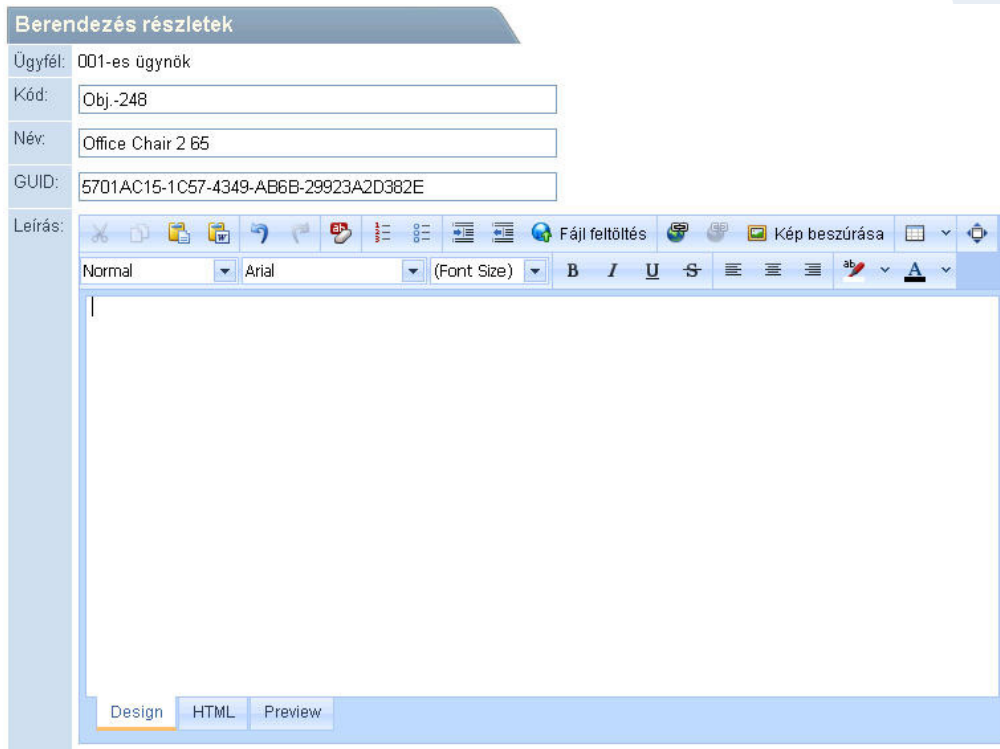 Berendezés részletek
Ügyfél: 001-es ügynök
Kód: Obj.-248
Név: Office Chair 2 65
GUID: 5701AC15-1C57-4349-AB6B-29923A2D382E
Leírás: Fájl feltöltés Kép beszúrása
Normal Arial (Font Size) B I U S ab A
Design HTML Preview